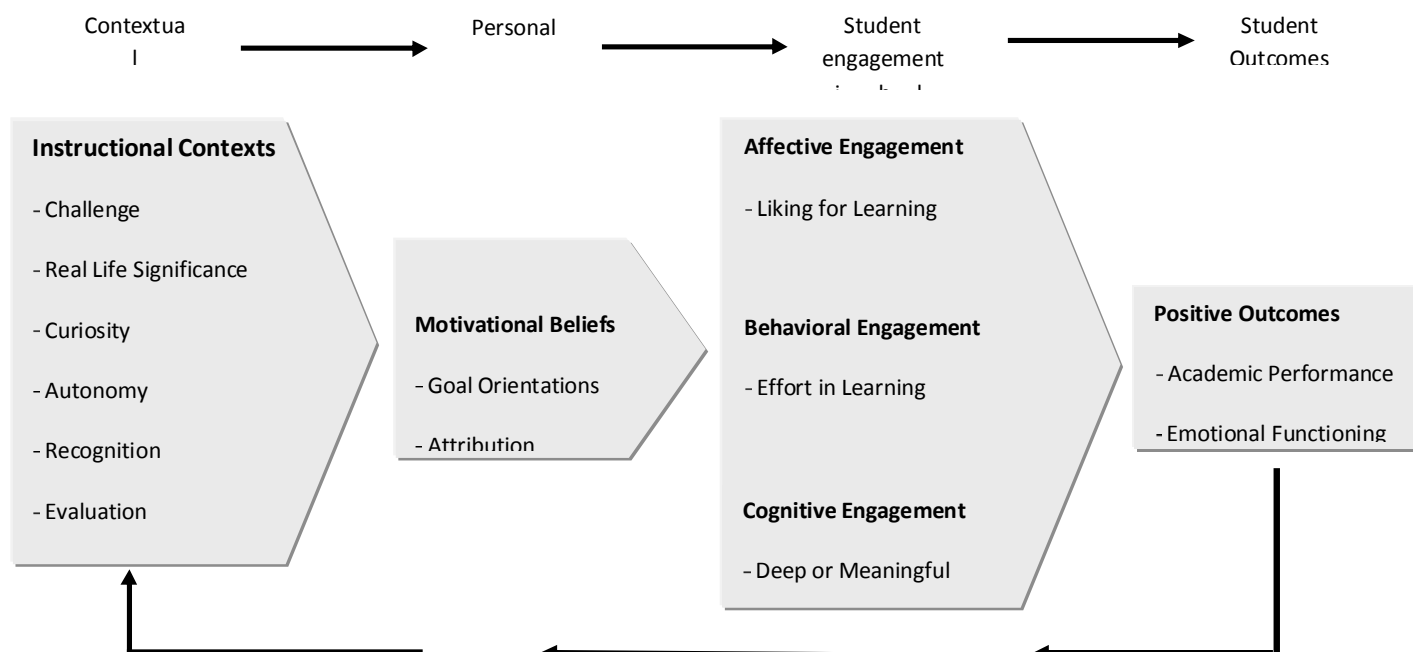 Contextua
l
Personal
Student
engagement
Student
Outcomes
Instructional Contexts
- Challenge
- Real Life Significance
- Curiosity
- Autonomy
- Recognition
- Evaluation
Motivational Beliefs
- Goal Orientations
- Attribution
Affective Engagement
- Liking for Learning
Behavioral Engagement
- Effort in Learning
Cognitive Engagement
- Deep or Meaningful
Positive Outcomes
- Academic Performance
- Emotional Functioning